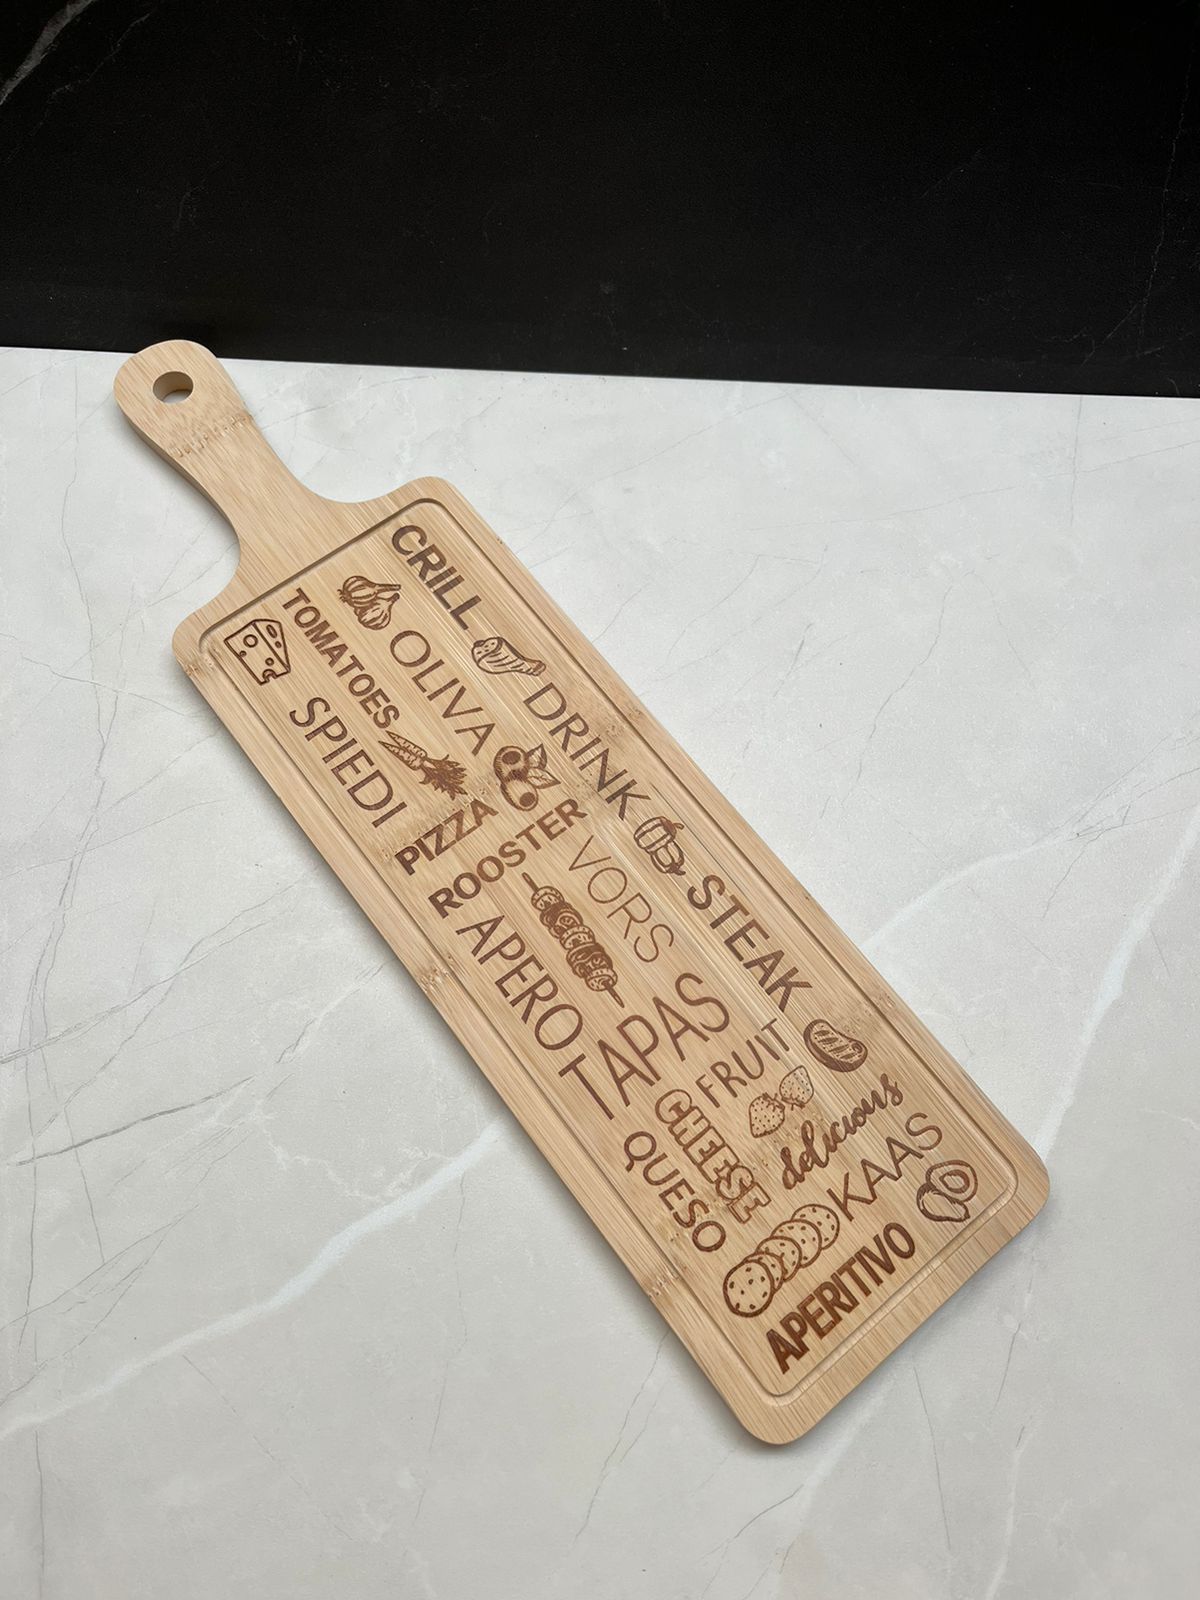 CRILL
TOMATOES
OLIVA
SPIEDI
DRINK
PIZZA
ROOSTER
VORS
STEAK
APERO
TAPAS
FRUIT
CHEESE
QUESO
delicious
KAAS
APERITIVO